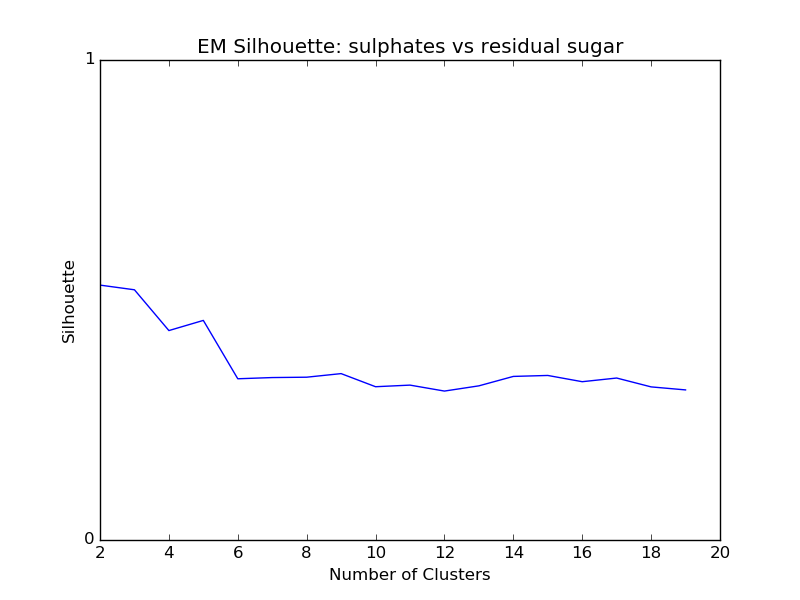 EM Silhouette: sulphates vs residual sugar
1
Silhouette
0
2 4 6 8 10 12 14 16 18 20
Number of Clusters